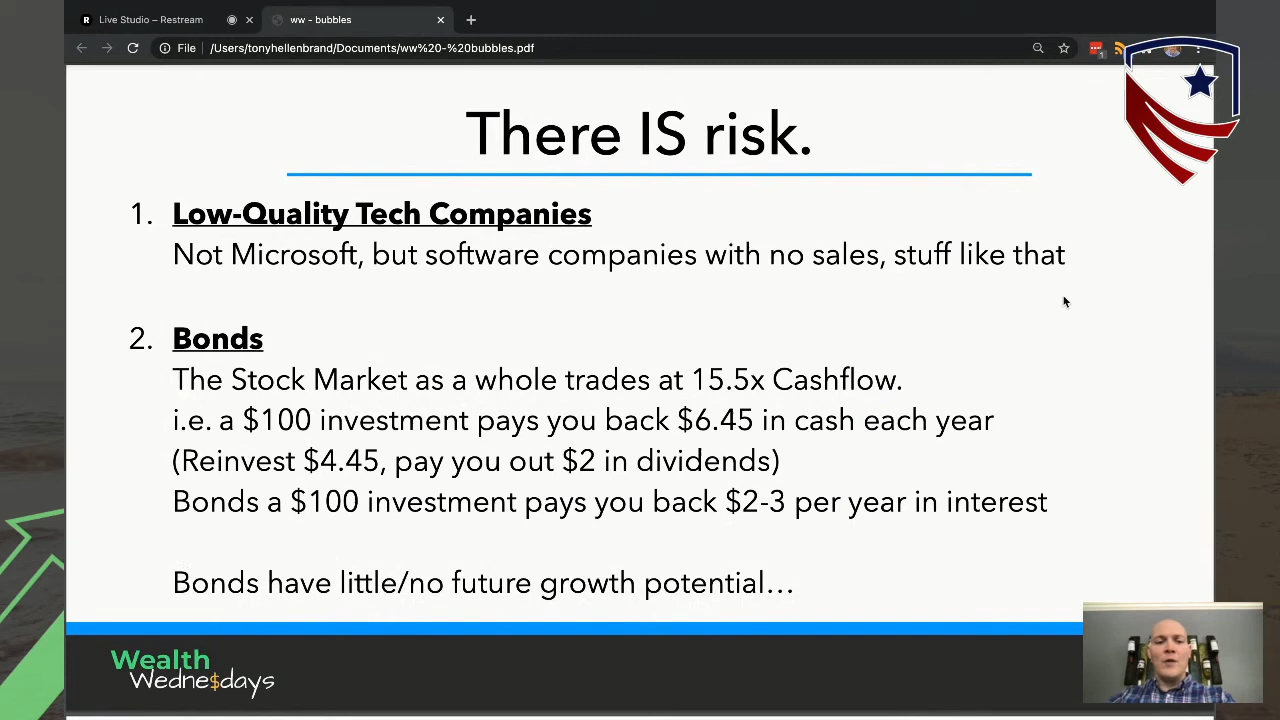 Live Studio – Restream
ww - bubbles
File
/Users/tonyhellenbrand/Documents/ww%20-%20bubbles.pdf
1
There IS risk.
1. Low-Quality Tech Companies
Not Microsoft, but software companies with no sales, stuff like that
2. Bonds
The Stock Market as a whole trades at 15.5x Cashflow.
i.e. a $100 investment pays you back $6.45 in cash each year
(Reinvest $4.45, pay you out $2 in dividends)
Bonds a $100 investment pays you back $2-3 per year in interest
Bonds have little/no future growth potential…
Wealth
Wedne$days